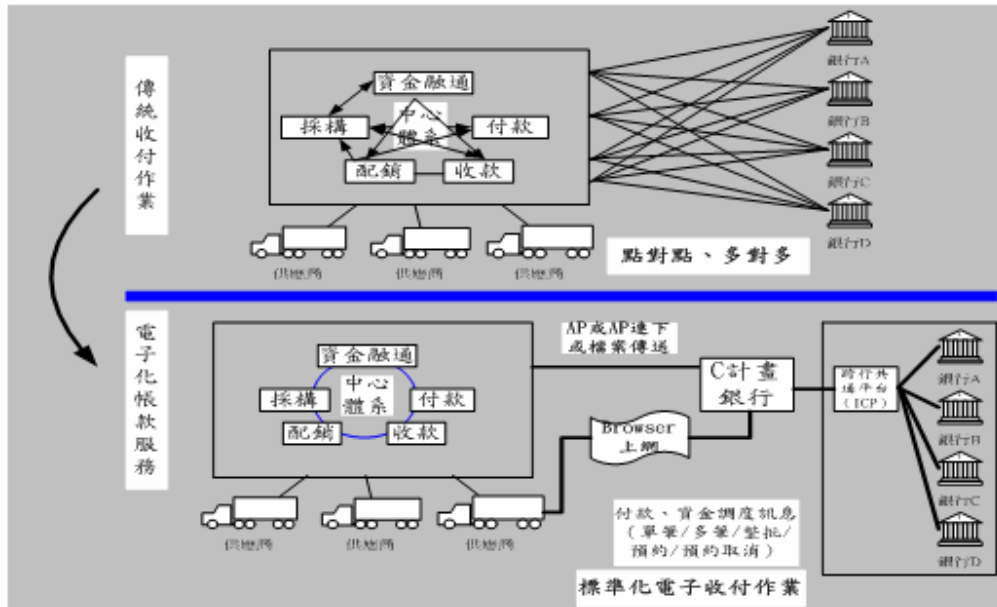 傳統收付作業
資金融通
採構
中心
體系
付款
配銷
收款
供應商
供應商
供應商
銀行A
銀行B
銀行C
銀行D
點對點、多對多
電子化帳款服務
資金融通
採構
中心
體系
付款
配銷
收款
供應商
供應商
供應商
AP或AP連下
或檔案傳送
C計畫
銀行
Browser
上網
跨行共
通平台
(ICP)
銀行A
銀行B
銀行C
銀行D
付款、資金調度訊息
(單筆/多筆/整批/
預約/預約取消)
標準化電子收付作業